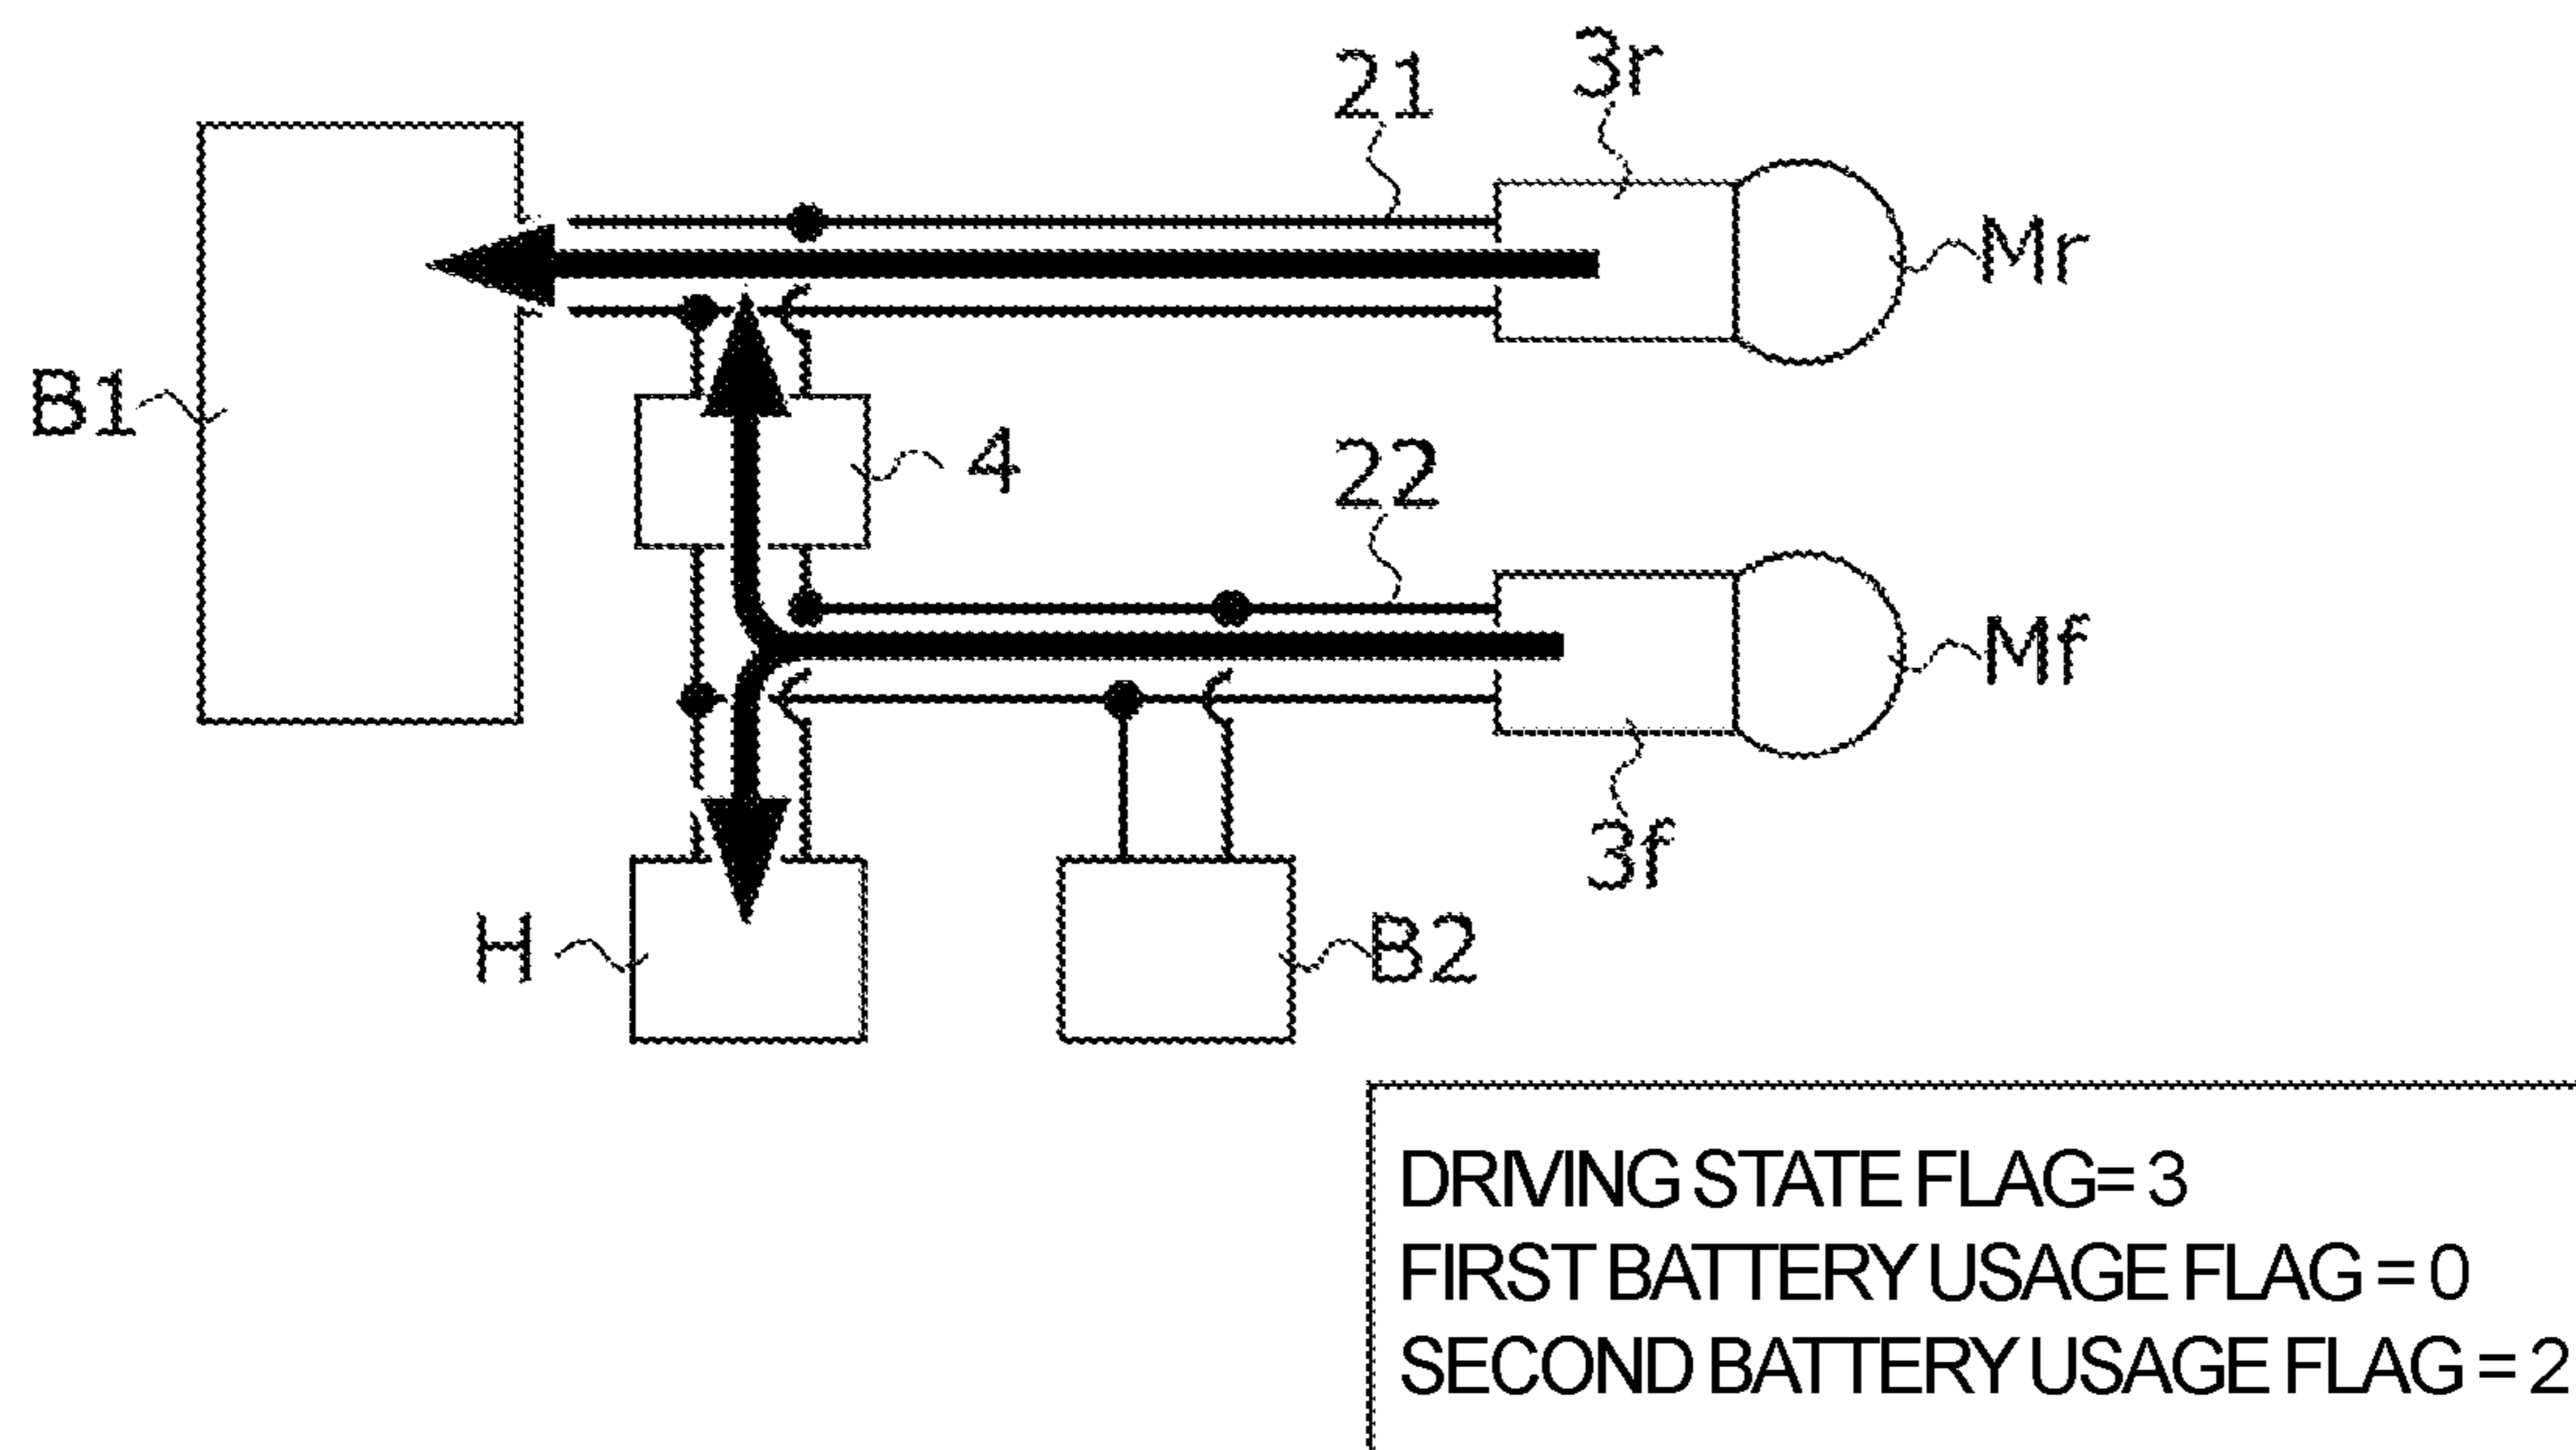 21
3r
Mr
B1
4
22
Mf
3f
H
B2
DRIVING STATE FLAG= 3
FIRST BATTERY USAGE FLAG = 0
SECOND BATTERY USAGE FLAG = 2